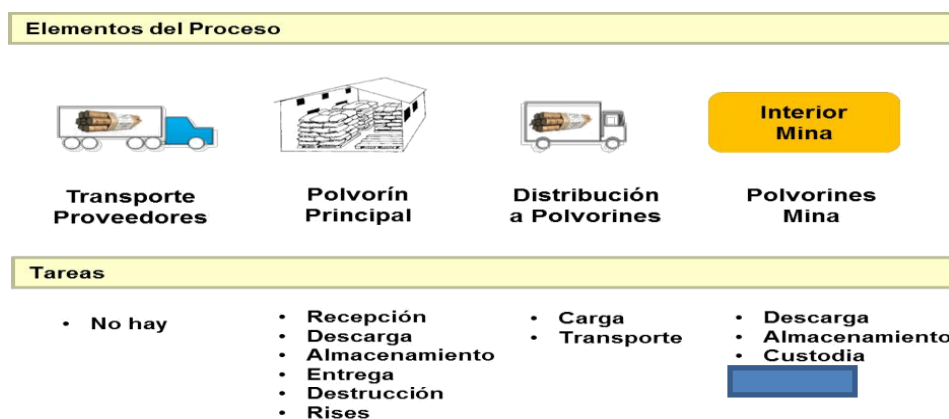 Elementos del Proceso
Interior
Mina
Transporte
Proveedores
Polvorín
Principal
Distribución
a Polvorines
Polvorines
Mina
Tareas
• No hay
• Recepción
• Descarga
• Almacenamiento
• Entrega
• Destrucción
• Rises
• Carga
• Transporte
• Descarga
• Almacenamiento
• Custodia